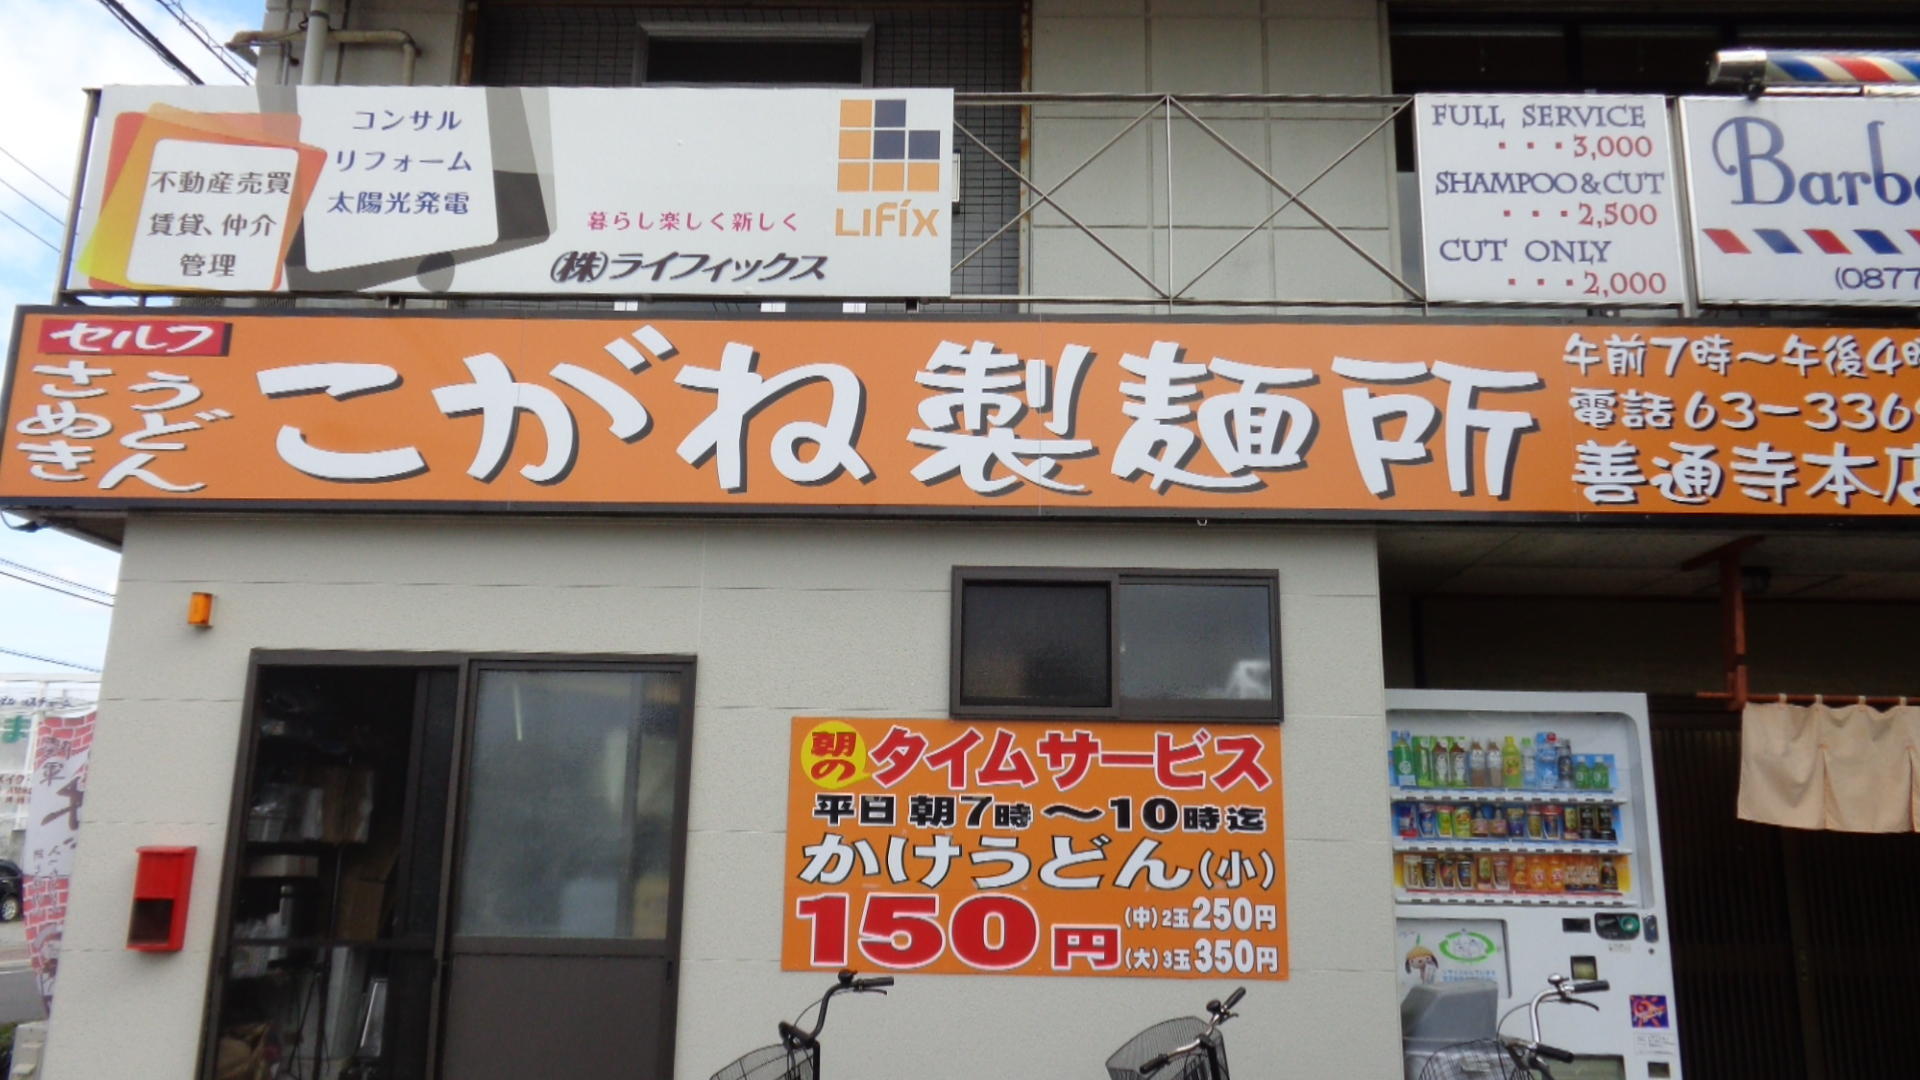 コンサル
リフォーム
太陽光発電
不動産売買
賃貸、仲介
管理
暮らし楽しく新しく
(株)ライフィックス
LIFIX
FULL SERVICE
・・・3,000
SHAMPOO&CUT
・・・2,500
CUT ONLY
・・・2,000
Barb
(0877
セルフ
さぬき
うどん
こがね製麺所
午前7時～午後4時
電話63-336
善通寺本店
朝の
タイムサービス
平日 朝7時～10時迄
かけうどん(小)
150円
(中)2玉250円
(大)3玉350円